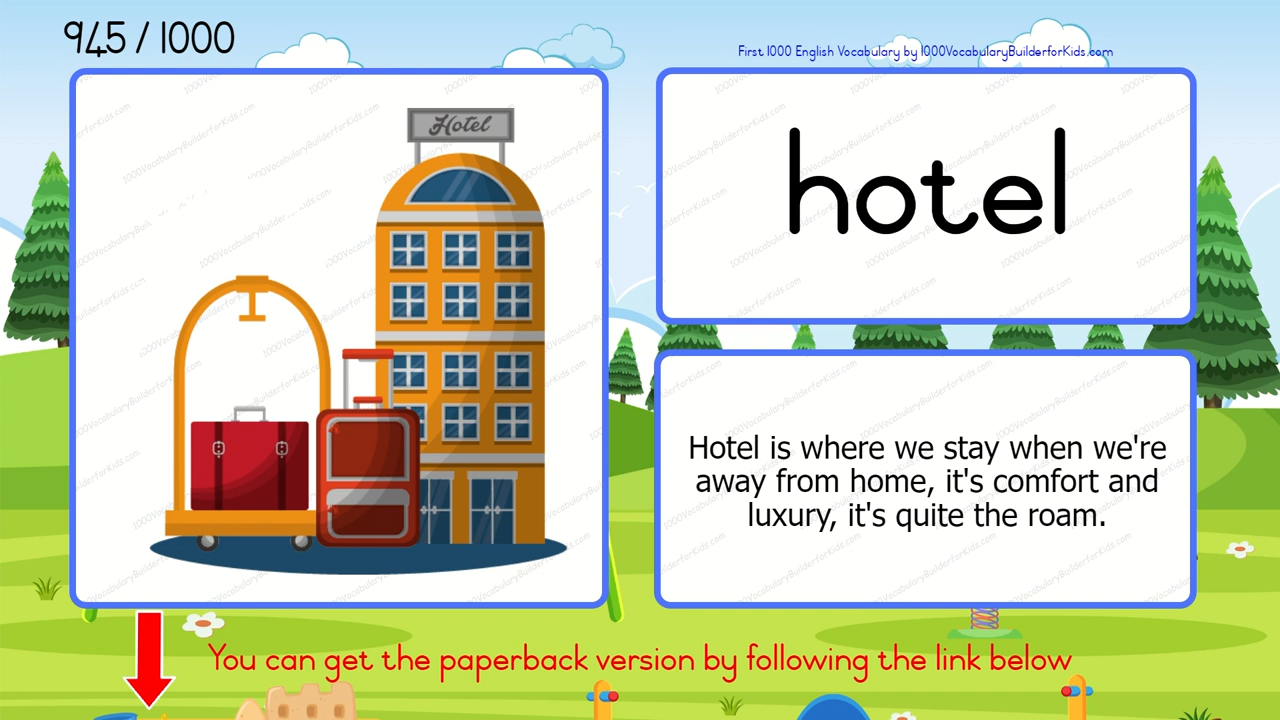 945 / 1000
First 1000 English Vocabulary by 1000VocabularyBuilderforKids.com
Hotel
hotel
Hotel is where we stay when we're
away from home, it's comfort and
luxury, it's quite the roam.
You can get the paperback version by following the link below
1000VocabularyBuilderforKids.com